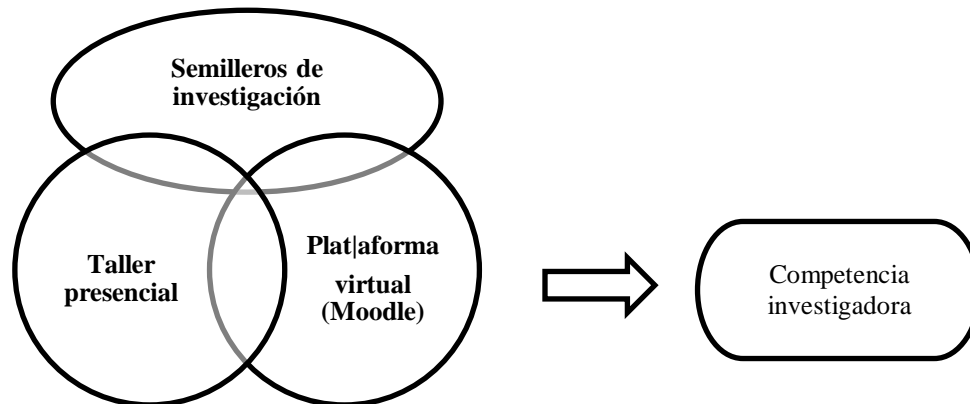 Semilleros de
investigación
Taller
presencial
Plat|aforma
virtual
(Moodle)
Competencia
investigadora